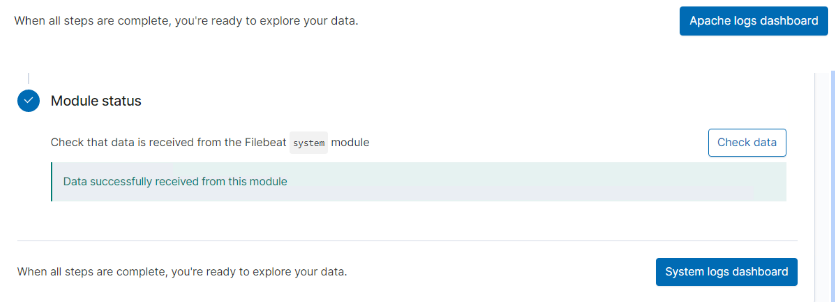 When all steps are complete, you're ready to explore your data. Apache logs dashboard
Module status
Check that data is received from the Filebeat system module Check data
Data successfully received from this module
When all steps are complete, you're ready to explore your data. System logs dashboard